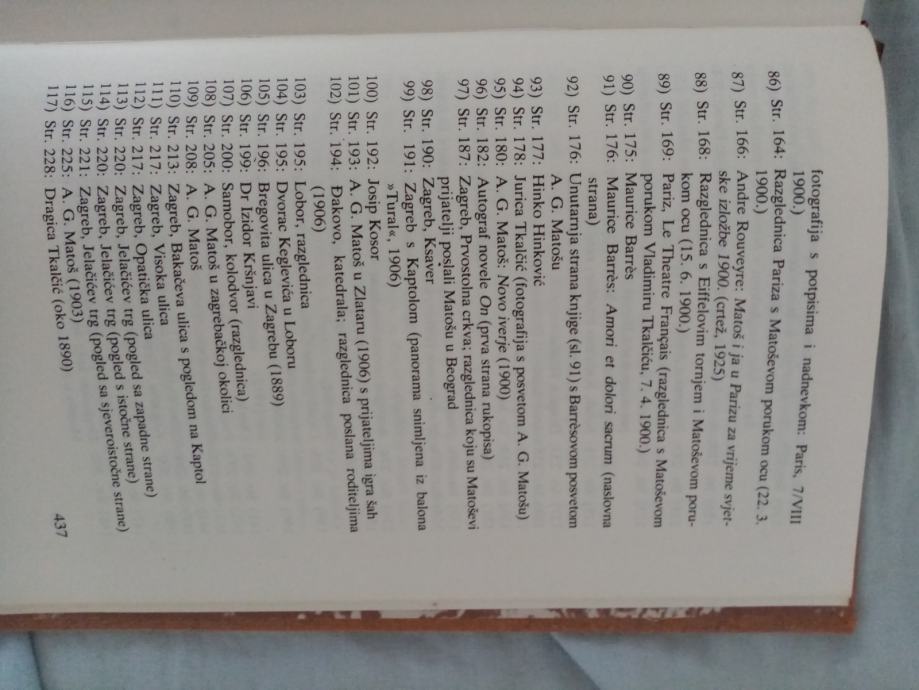 fotografija s potpisima i nadnevkom: Paris, 7/VIII
1900.)
86) Str. 164: Razglednica Pariza s Matoševom porukom ocu (22. 3.
1900.)
87) Str. 166: Andre Rouveyre: Matoš i ja u Parizu za vrijeme svjet-
ske izložbe 1900. (crtež, 1925)
88) Str. 168: Razglednica s Eiffelovim tornjem i Matoševom poru-
kom ocu (15. 6. 1900.)
89) Str. 169: Pariz, Le Theatre Français (razglednica s Matoševom
porukom Vladimiru Tkalčiću, 7. 4. 1900.)
90) Str. 175: Maurice Barrès
91) Str. 176: Maurice Barrès: Amori et dolori sacrum (naslovna
strana)
92) Str. 176: Unutarnja strana knjige (sl. 91) s Barrèsovom posvetom
A. G. Matošu
93) Str. 177: Hinko Hinković
94) Str. 178: Jurica Tkalčić (fotografija s posvetom A. G. Matošu)
95) Str. 180: A. G. Matoš: Novo iverje (1900)
96) Str. 182: Autograf novele On (prva strana rukopisa)
97) Str. 187: Zagreb, Prvostolna crkva; razglednica koju su Matoševi
prijatelji poslali Matošu u Beograd
98) Str. 190: Zagreb, Ksaver
99) Str. 191: Zagreb s Kaptolom (panorama snimljena iz balona
»Turul«, 1906)
100) Str. 192: Josip Kosor
101) Str. 193: A. G. Matoš u Zlataru (1906) s prijateljima igra šah
102) Str. 194: Đakovo, katedrala; razglednica poslana roditeljima
(1906)
103) Str. 195: Lobor, razglednica
104) Str. 195: Dvorac Keglevića u Loboru
105) Str. 196: Bregovita ulica u Zagrebu (1889)
106) Str. 199: Dr Izidor Kršnjavi
107) Str. 200: Samobor, kolodvor (razglednica)
108) Str. 205: A. G. Matoš u zagrebačkoj okolici
109) Str. 208: A. G. Matoš
110) Str. 213: Zagreb, Bakačeva ulica s pogledom na Kaptol
111) Str. 217: Zagreb, Visoka ulica
112) Str. 217: Zagreb, Opatička ulica
113) Str. 220: Zagreb, Jelačićev trg (pogled sa zapadne strane)
114) Str. 220: Zagreb, Jelačićev trg (pogled s istočne strane)
115) Str. 221: Zagreb, Jelačićev trg (pogled sa sjeveroistočne strane)
116) Str. 225: A. G. Matoš (1903)
117) Str. 228: Dragica Tkalčić (oko 1890)
437